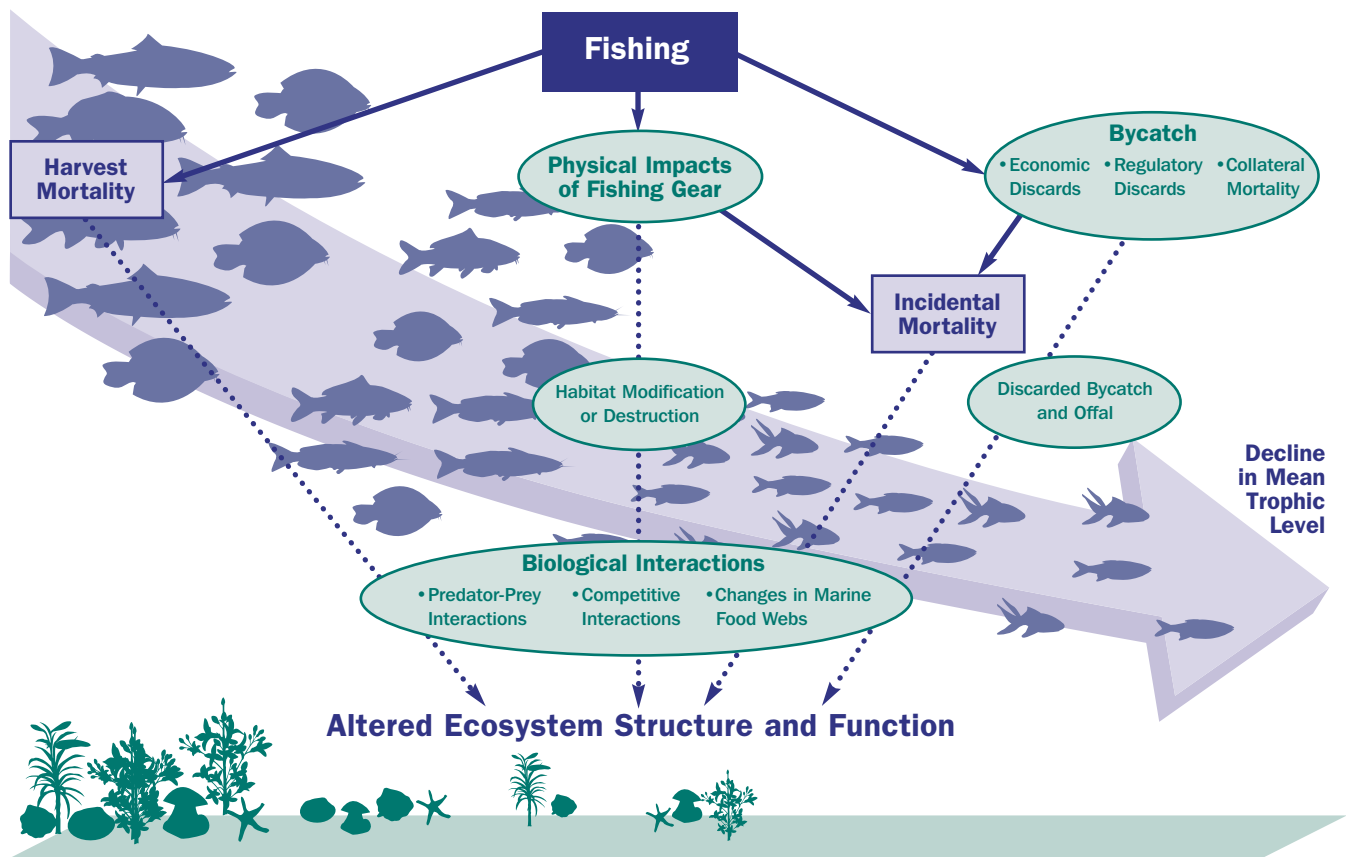 Fishing
Harvest
Mortality
Physical Impacts
of Fishing Gear
Bycatch
• Economic
Discards
• Regulatory
Discards
• Collateral
Mortality
Incidental
Mortality
Habitat Modification
or Destruction
Discarded Bycatch
and Offal
Decline
in Mean
Trophic
Level
Biological Interactions
• Predator-Prey
Interactions
• Competitive
Interactions
• Changes in Marine
Food Webs
Altered Ecosystem Structure and Function